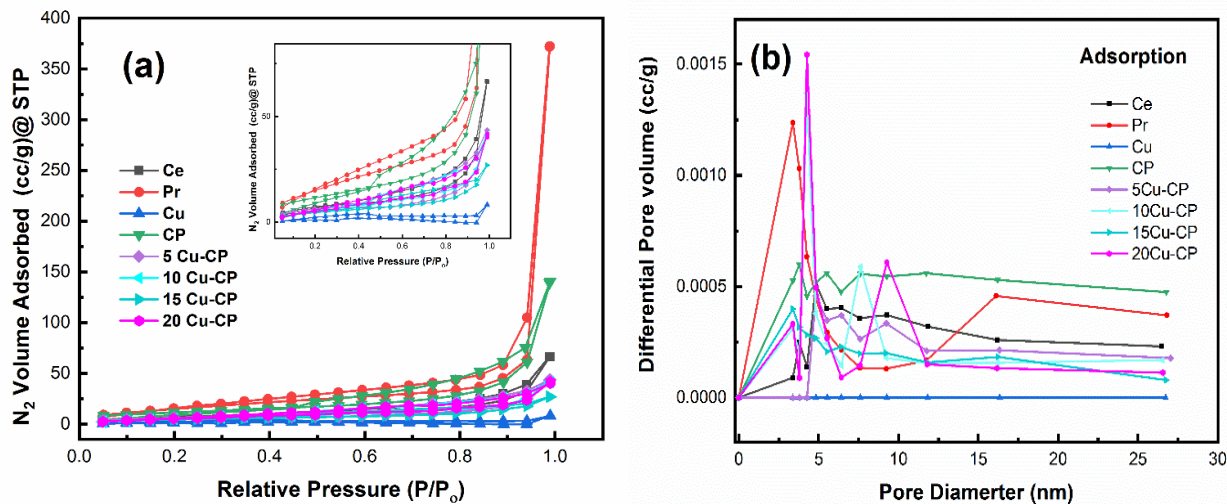 (a)
N2 Volume Adsorbed (cc/g)@ STP
400
350
300
250
200
150
100
50
0
Ce
Pr
Cu
CP
5 Cu-CP
10 Cu-CP
15 Cu-CP
20 Cu-CP
0.0 0.2 0.4 0.6 0.8 1.0
Relative Pressure (P/Po)
N2 Volume Adsorbed (cc/g)@ STP
50
0
0.2 0.4 0.6 0.8 1.0
Relative Pressure (P/Po)
(b)
Adsorption
Differential Pore volume (cc/g)
0.0015
0.0010
0.0005
0.0000
Ce
Pr
Cu
CP
5Cu-CP
10Cu-CP
15Cu-CP
20Cu-CP
0 5 10 15 20 25 30
Pore Diamerter (nm)